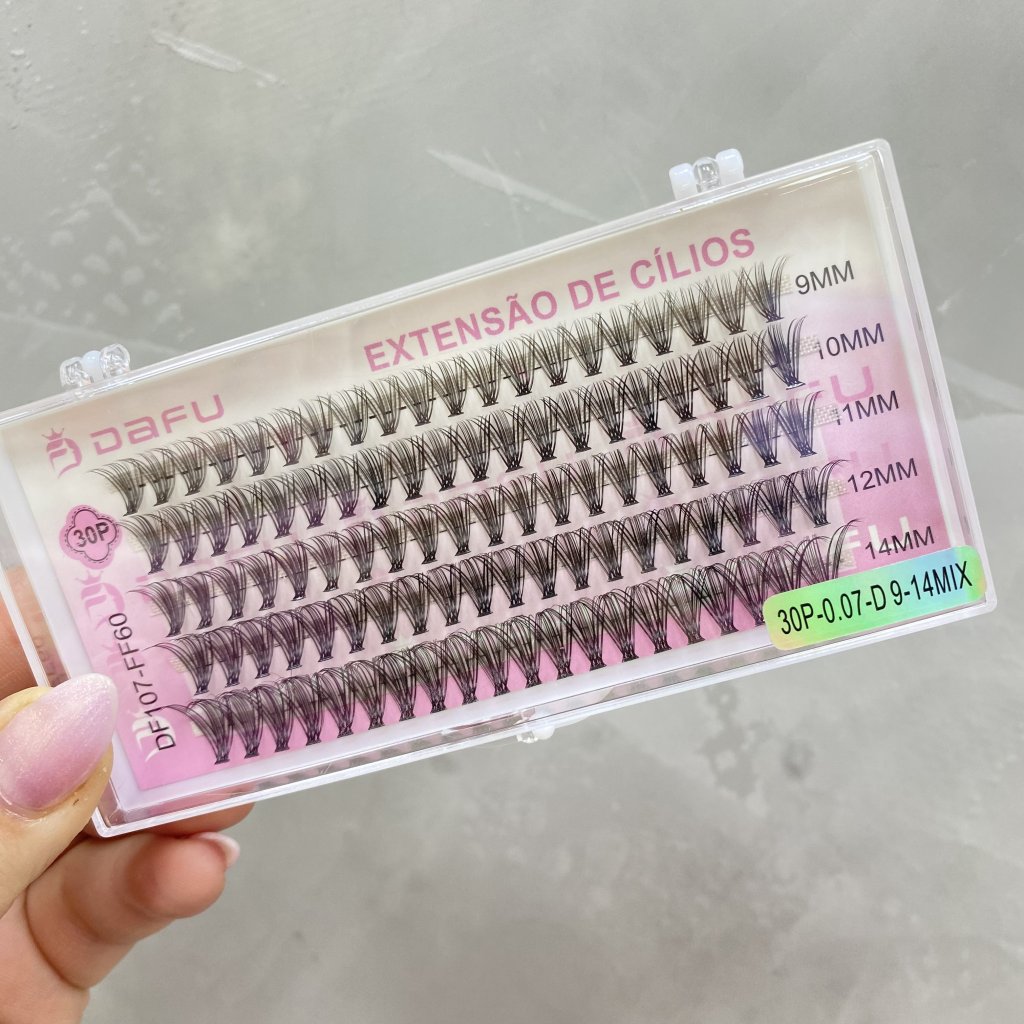 EXTENSÃO DE CÍLIOS
DAFU
30P
DF107-FF60
9MM
10MM
11MM
12MM
14MM
30P-0.07-D 9-14MIX